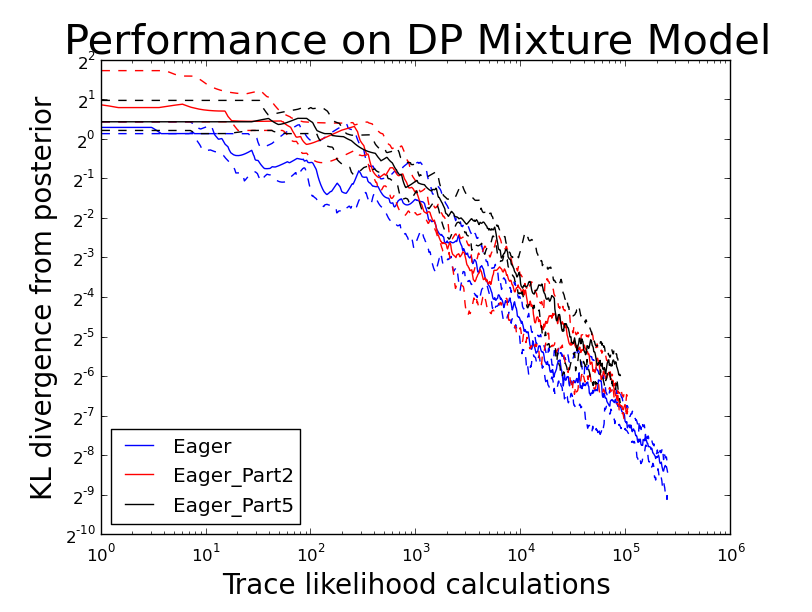 Performance on DP Mixture Model
KL divergence from posterior
2^2
2^1
2^0
2^-1
2^-2
2^-3
2^-4
2^-5
2^-6
2^-7
2^-8
2^-9
2^-10
Eager
Eager_Part2
Eager_Part5
10^0 10^1 10^2 10^3 10^4 10^5 10^6
Trace likelihood calculations